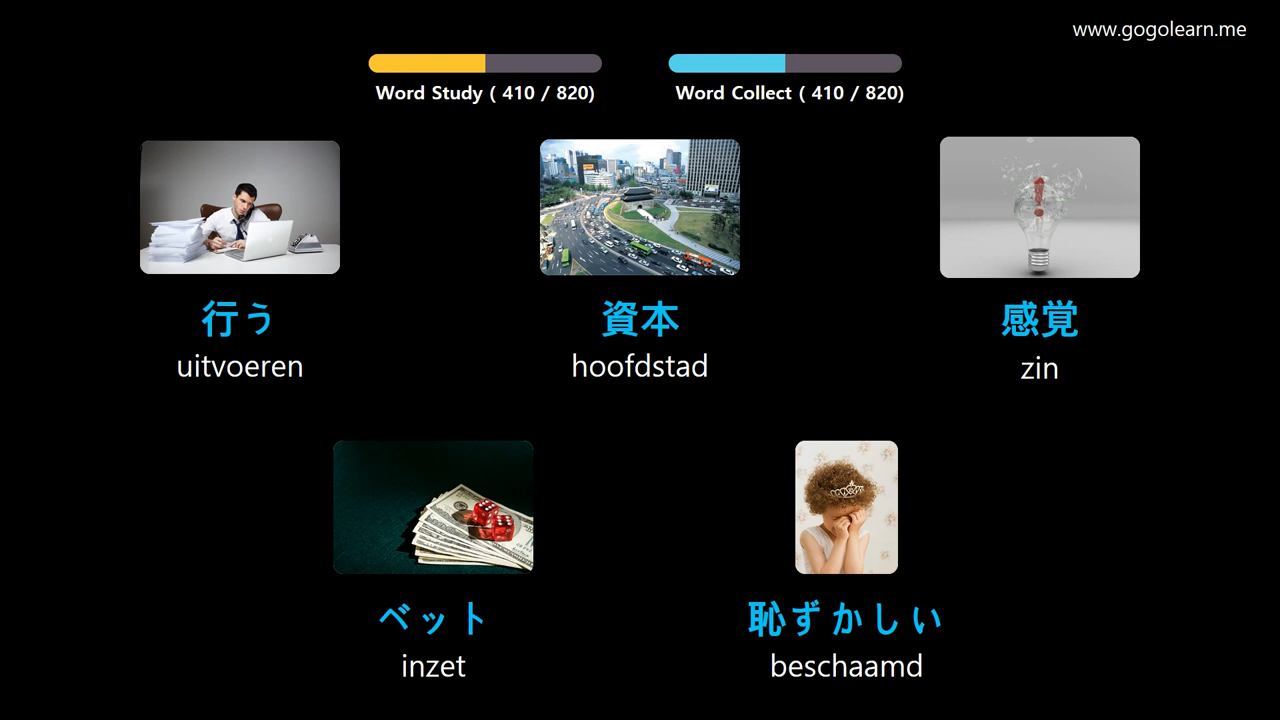 www.gogolearn.me
Word Study ( 410 / 820)
Word Collect ( 410 / 820)
行う
uitvoeren
資本
hoofdstad
感覚
zin
ベット
inzet
恥ずかしい
beschaamd